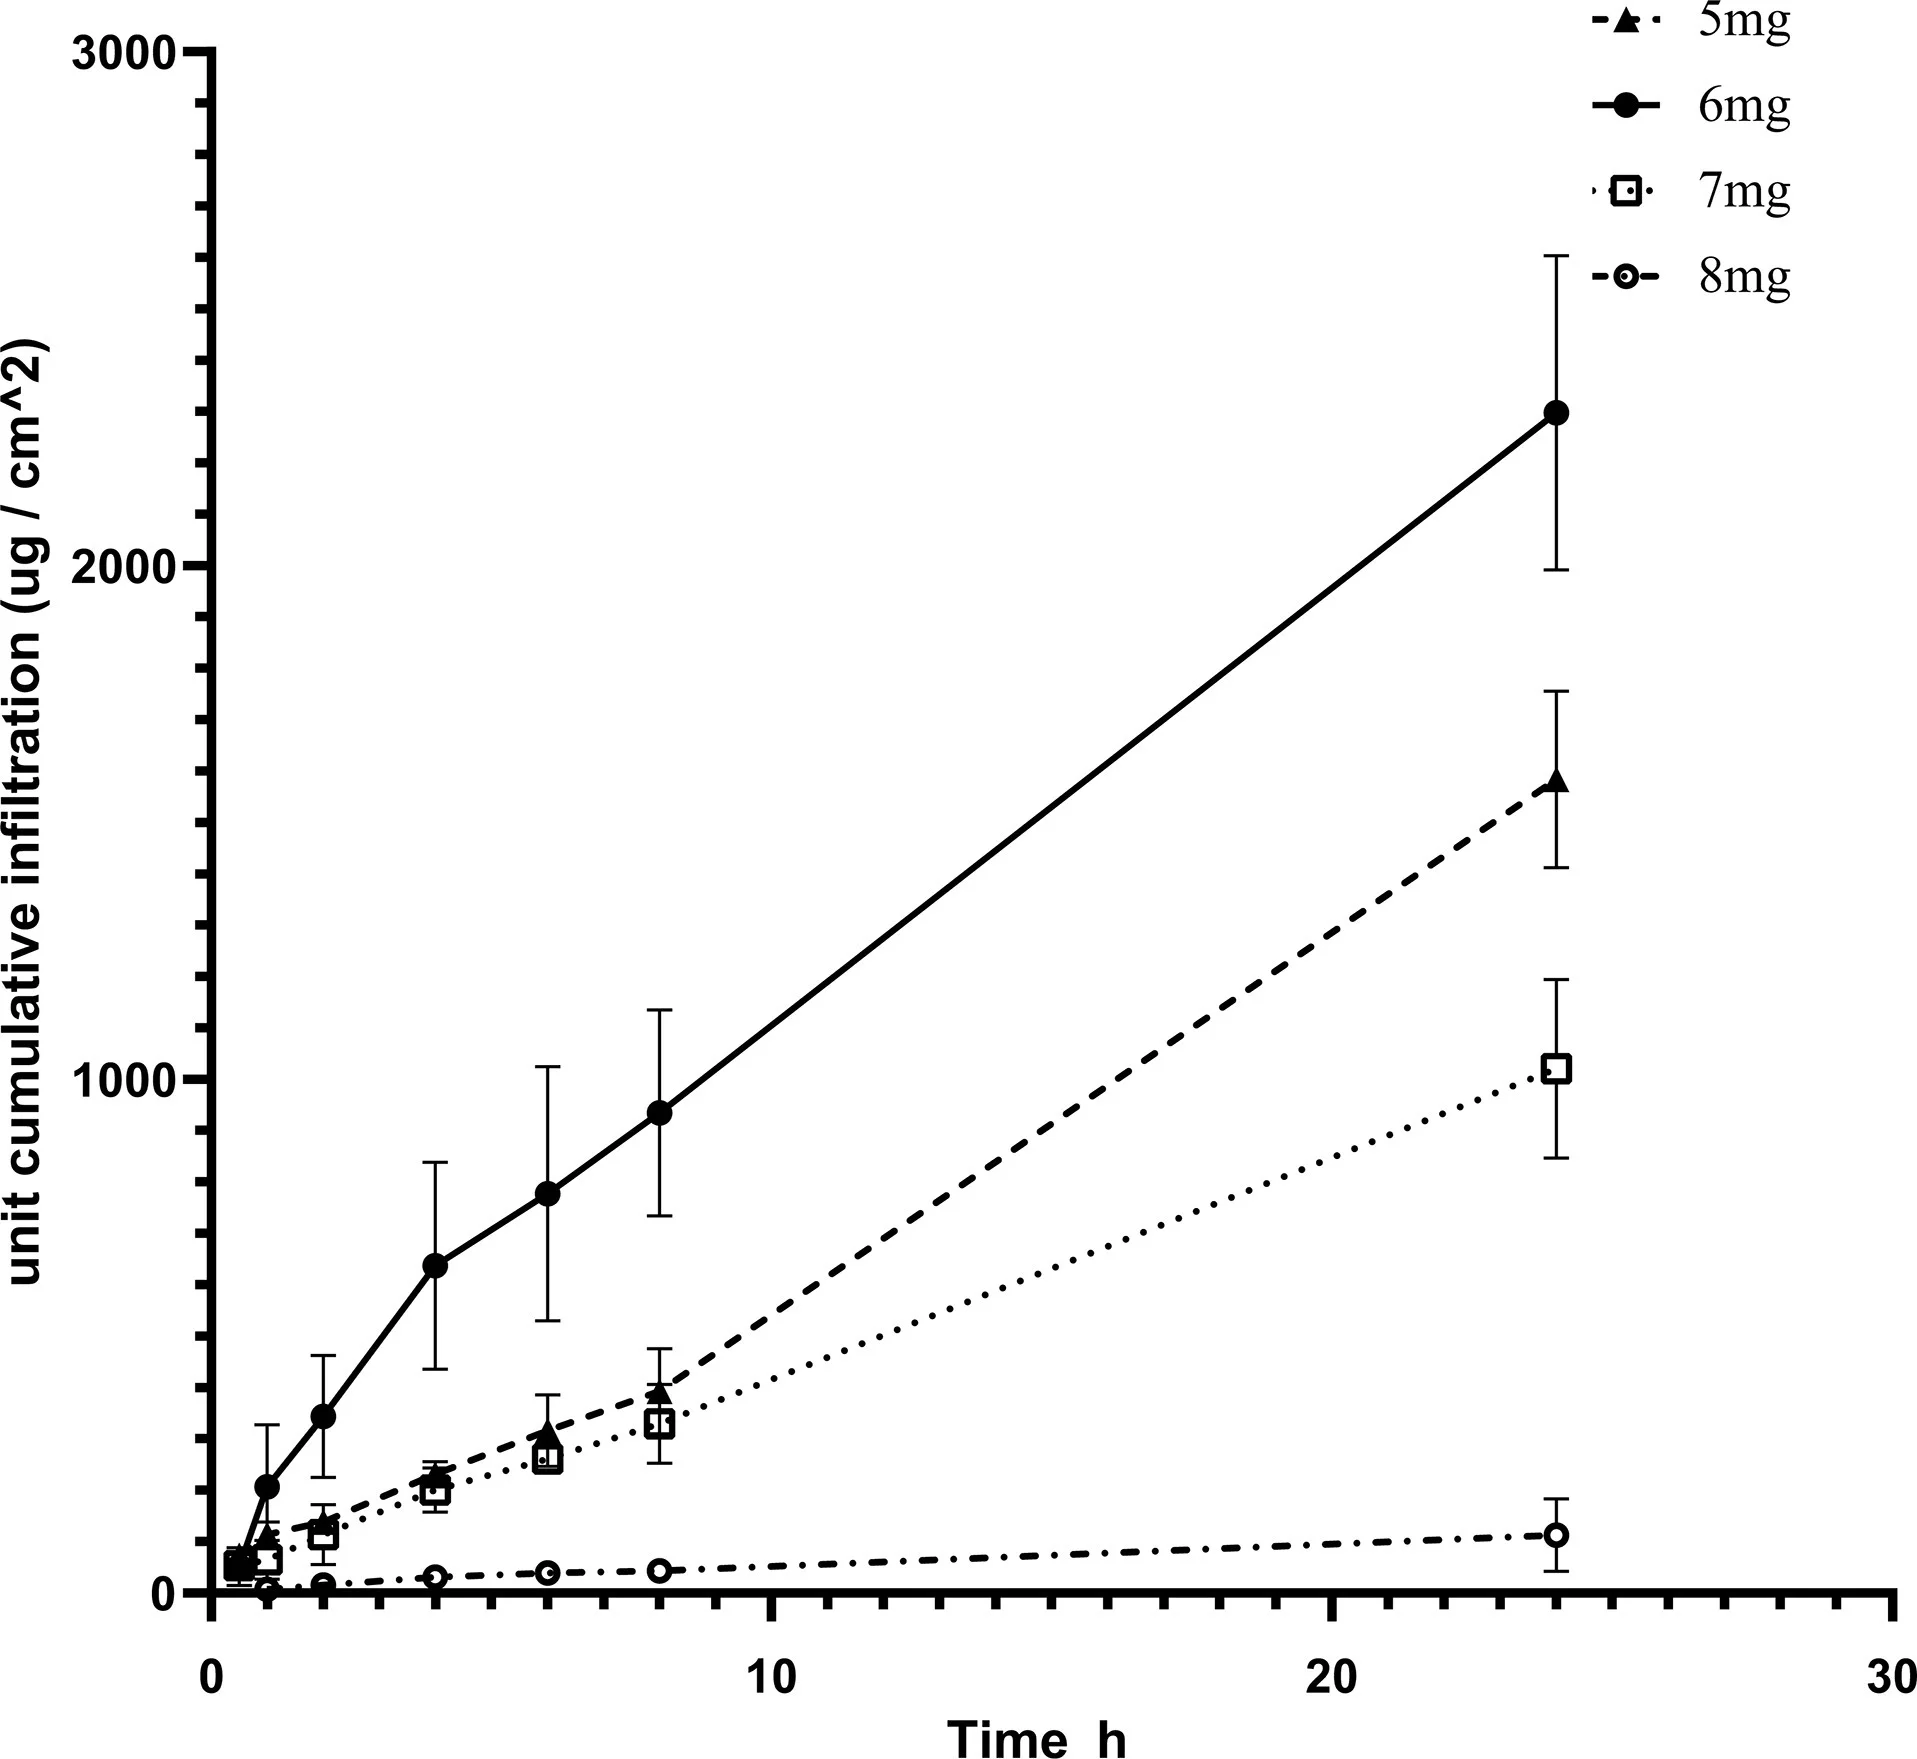 5mg
6mg
7mg
8mg
unit cumulative infiltration (ug / cm^2)
3000
2000
1000
0
0 10 20 30
Time h